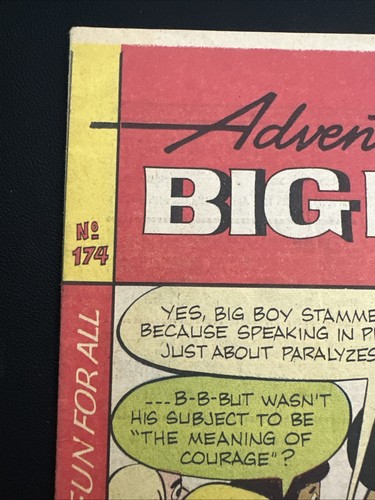 Adven
BIG
Nº
174
YES, BIG BOY STAMME
BECAUSE SPEAKING IN P
JUST ABOUT PARALYZES
...B-B-BUT WASN'T
HIS SUBJECT TO BE
"THE MEANING OF
COURAGE"?
FUN FOR ALL